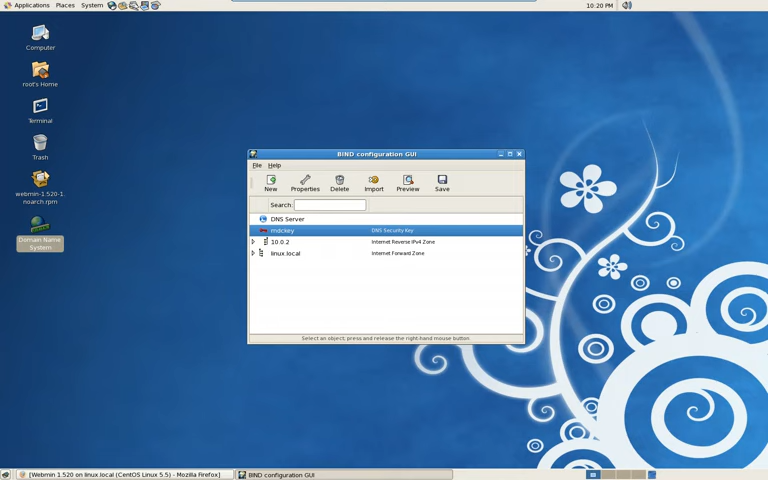 Applications Places System 10:20 PM
Computer
root's Home
Terminal
Trash
webmin-1.520-1.
noarch.rpm
Domain Name
System
BIND configuration GUI
File Help
New Properties Delete Import Preview Save
Search:
DNS Server
mdckey DNS Security Key
10.0.2 Internet Reverse IPv4 Zone
linux.local Internet Forward Zone
Select an object, press and release the right-hand mouse button
[Webmin 1.520 on linux.local (CentOS Linux 5.5) - Mozilla Firefox] BIND configuration GUI